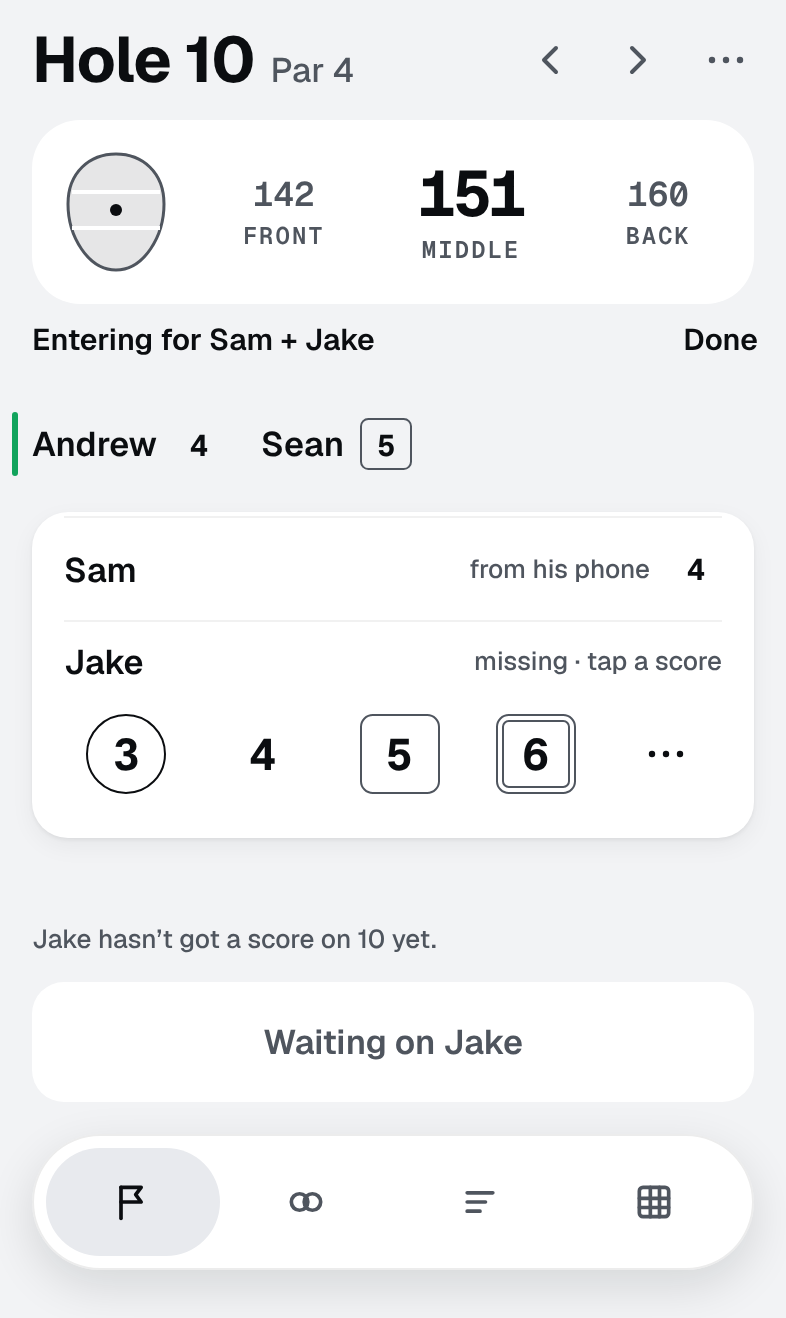 Hole 10 Par 4
142 151 160
FRONT MIDDLE BACK
Entering for Sam + Jake Done
Andrew 4 Sean 5
Sam from his phone 4
Jake missing · tap a score
3 4 5 6 ···
Jake hasn’t got a score on 10 yet.
Waiting on Jake